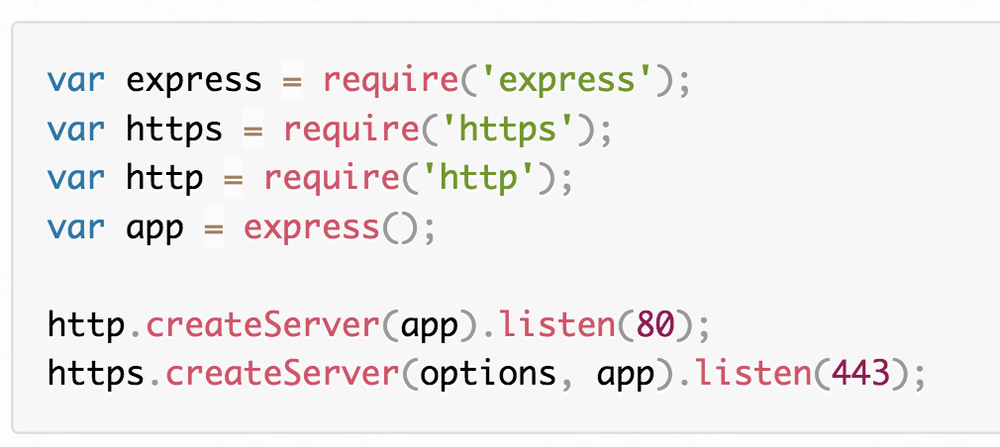 var express = require('express');
var https = require('https');
var http = require('http');
var app = express();
http.createServer(app).listen(80);
https.createServer(options, app).listen(443);